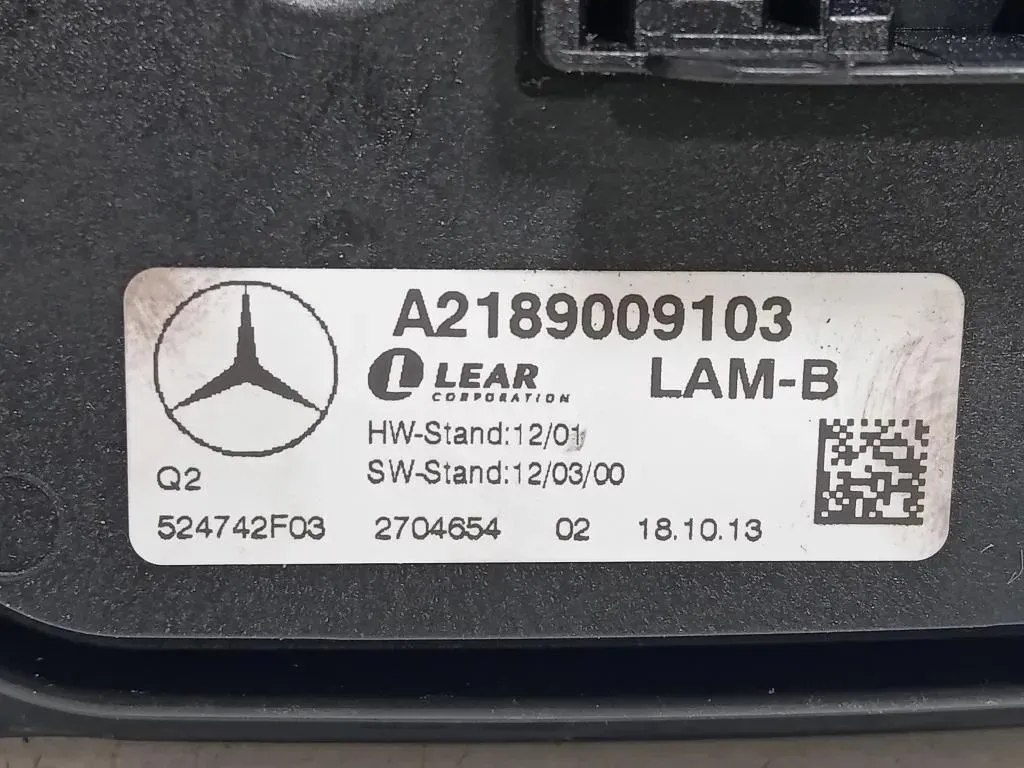 A2189009103
LEAR LAM-B
CORPORATION
HW-Stand:12/01
SW-Stand:12/03/00
Q2
524742F03 2704654 02 18.10.13